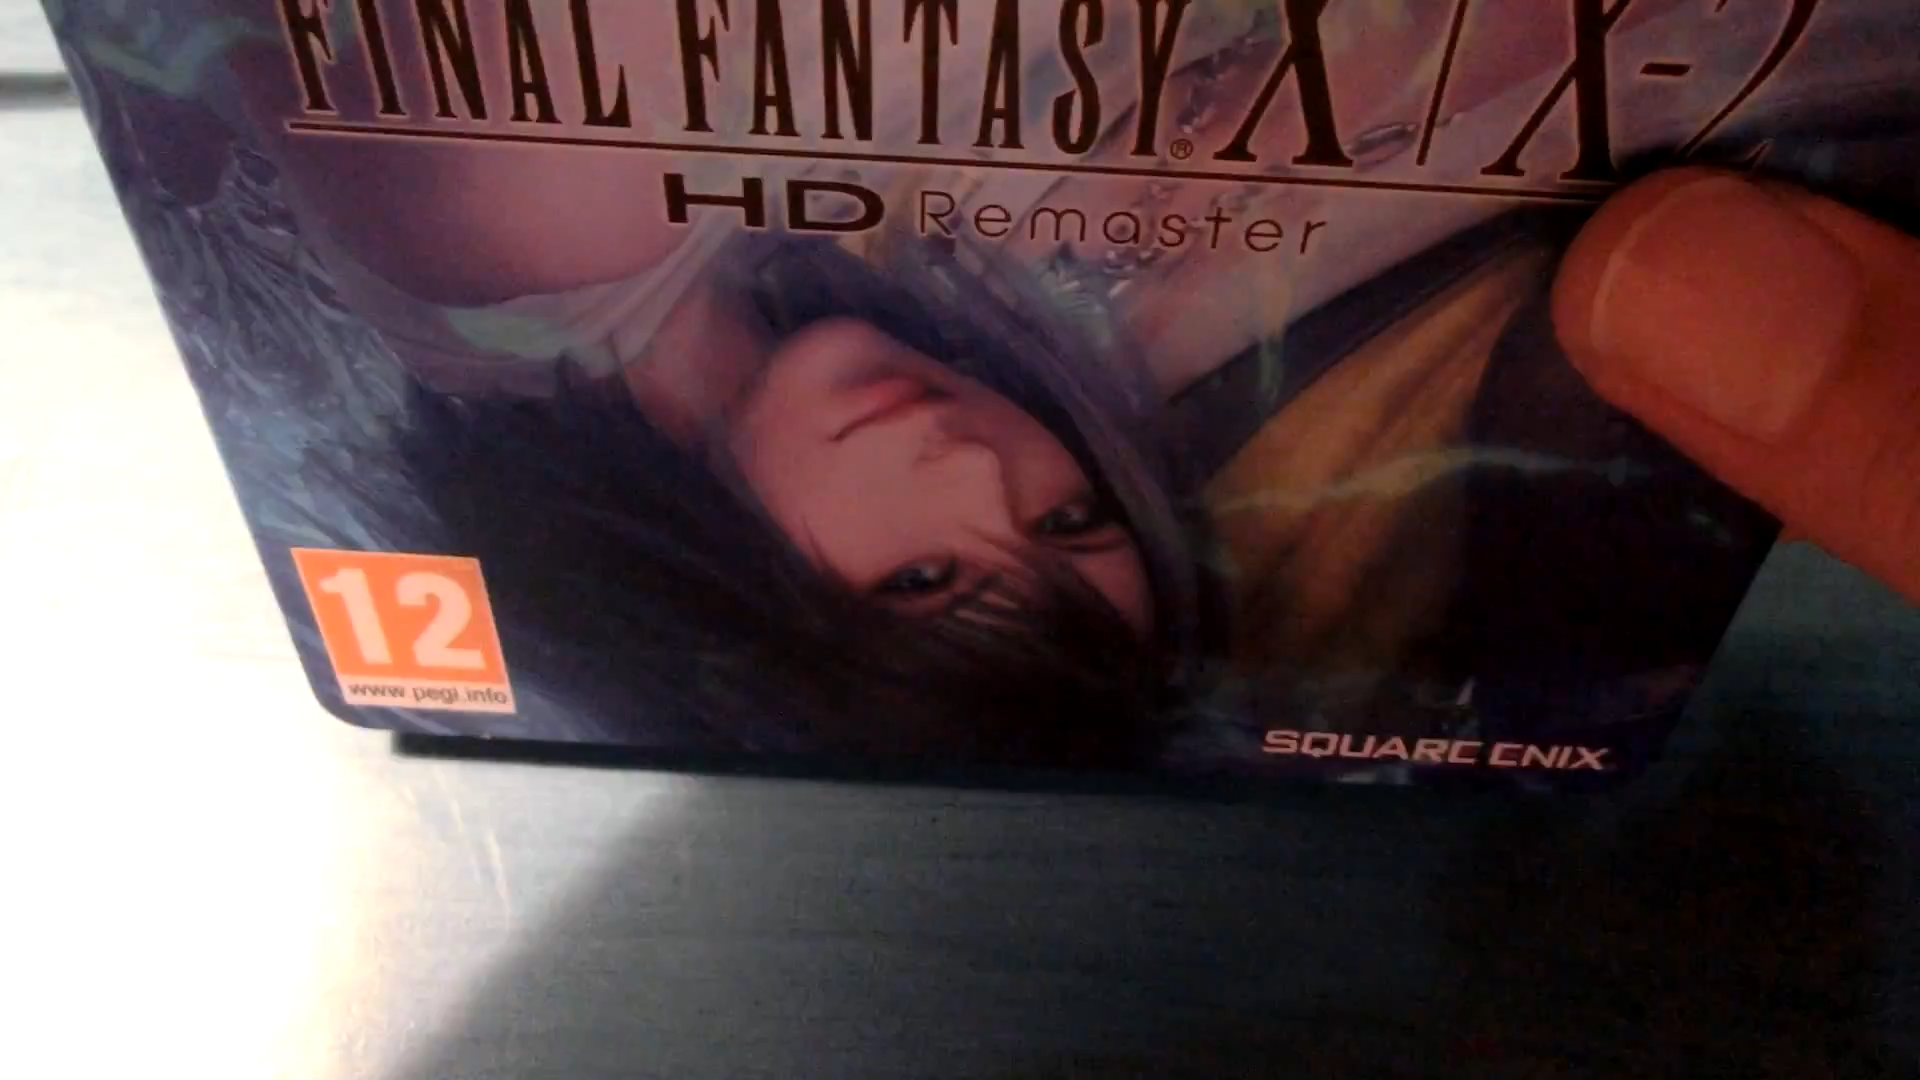 FINAL FANTASY® X/X-2
HD Remaster
12
www.pegi.info
SQUARE ENIX